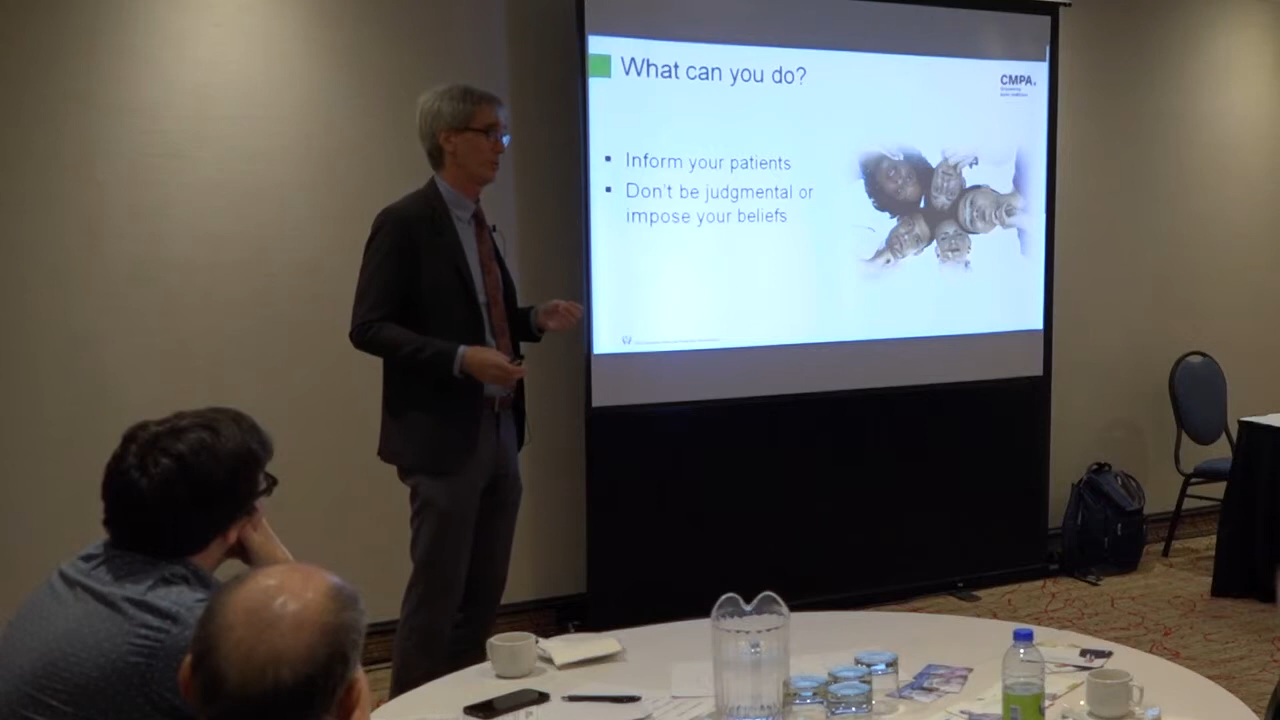 What can you do?
CMPA.
▪ Inform your patients
▪ Don't be judgmental or
impose your beliefs